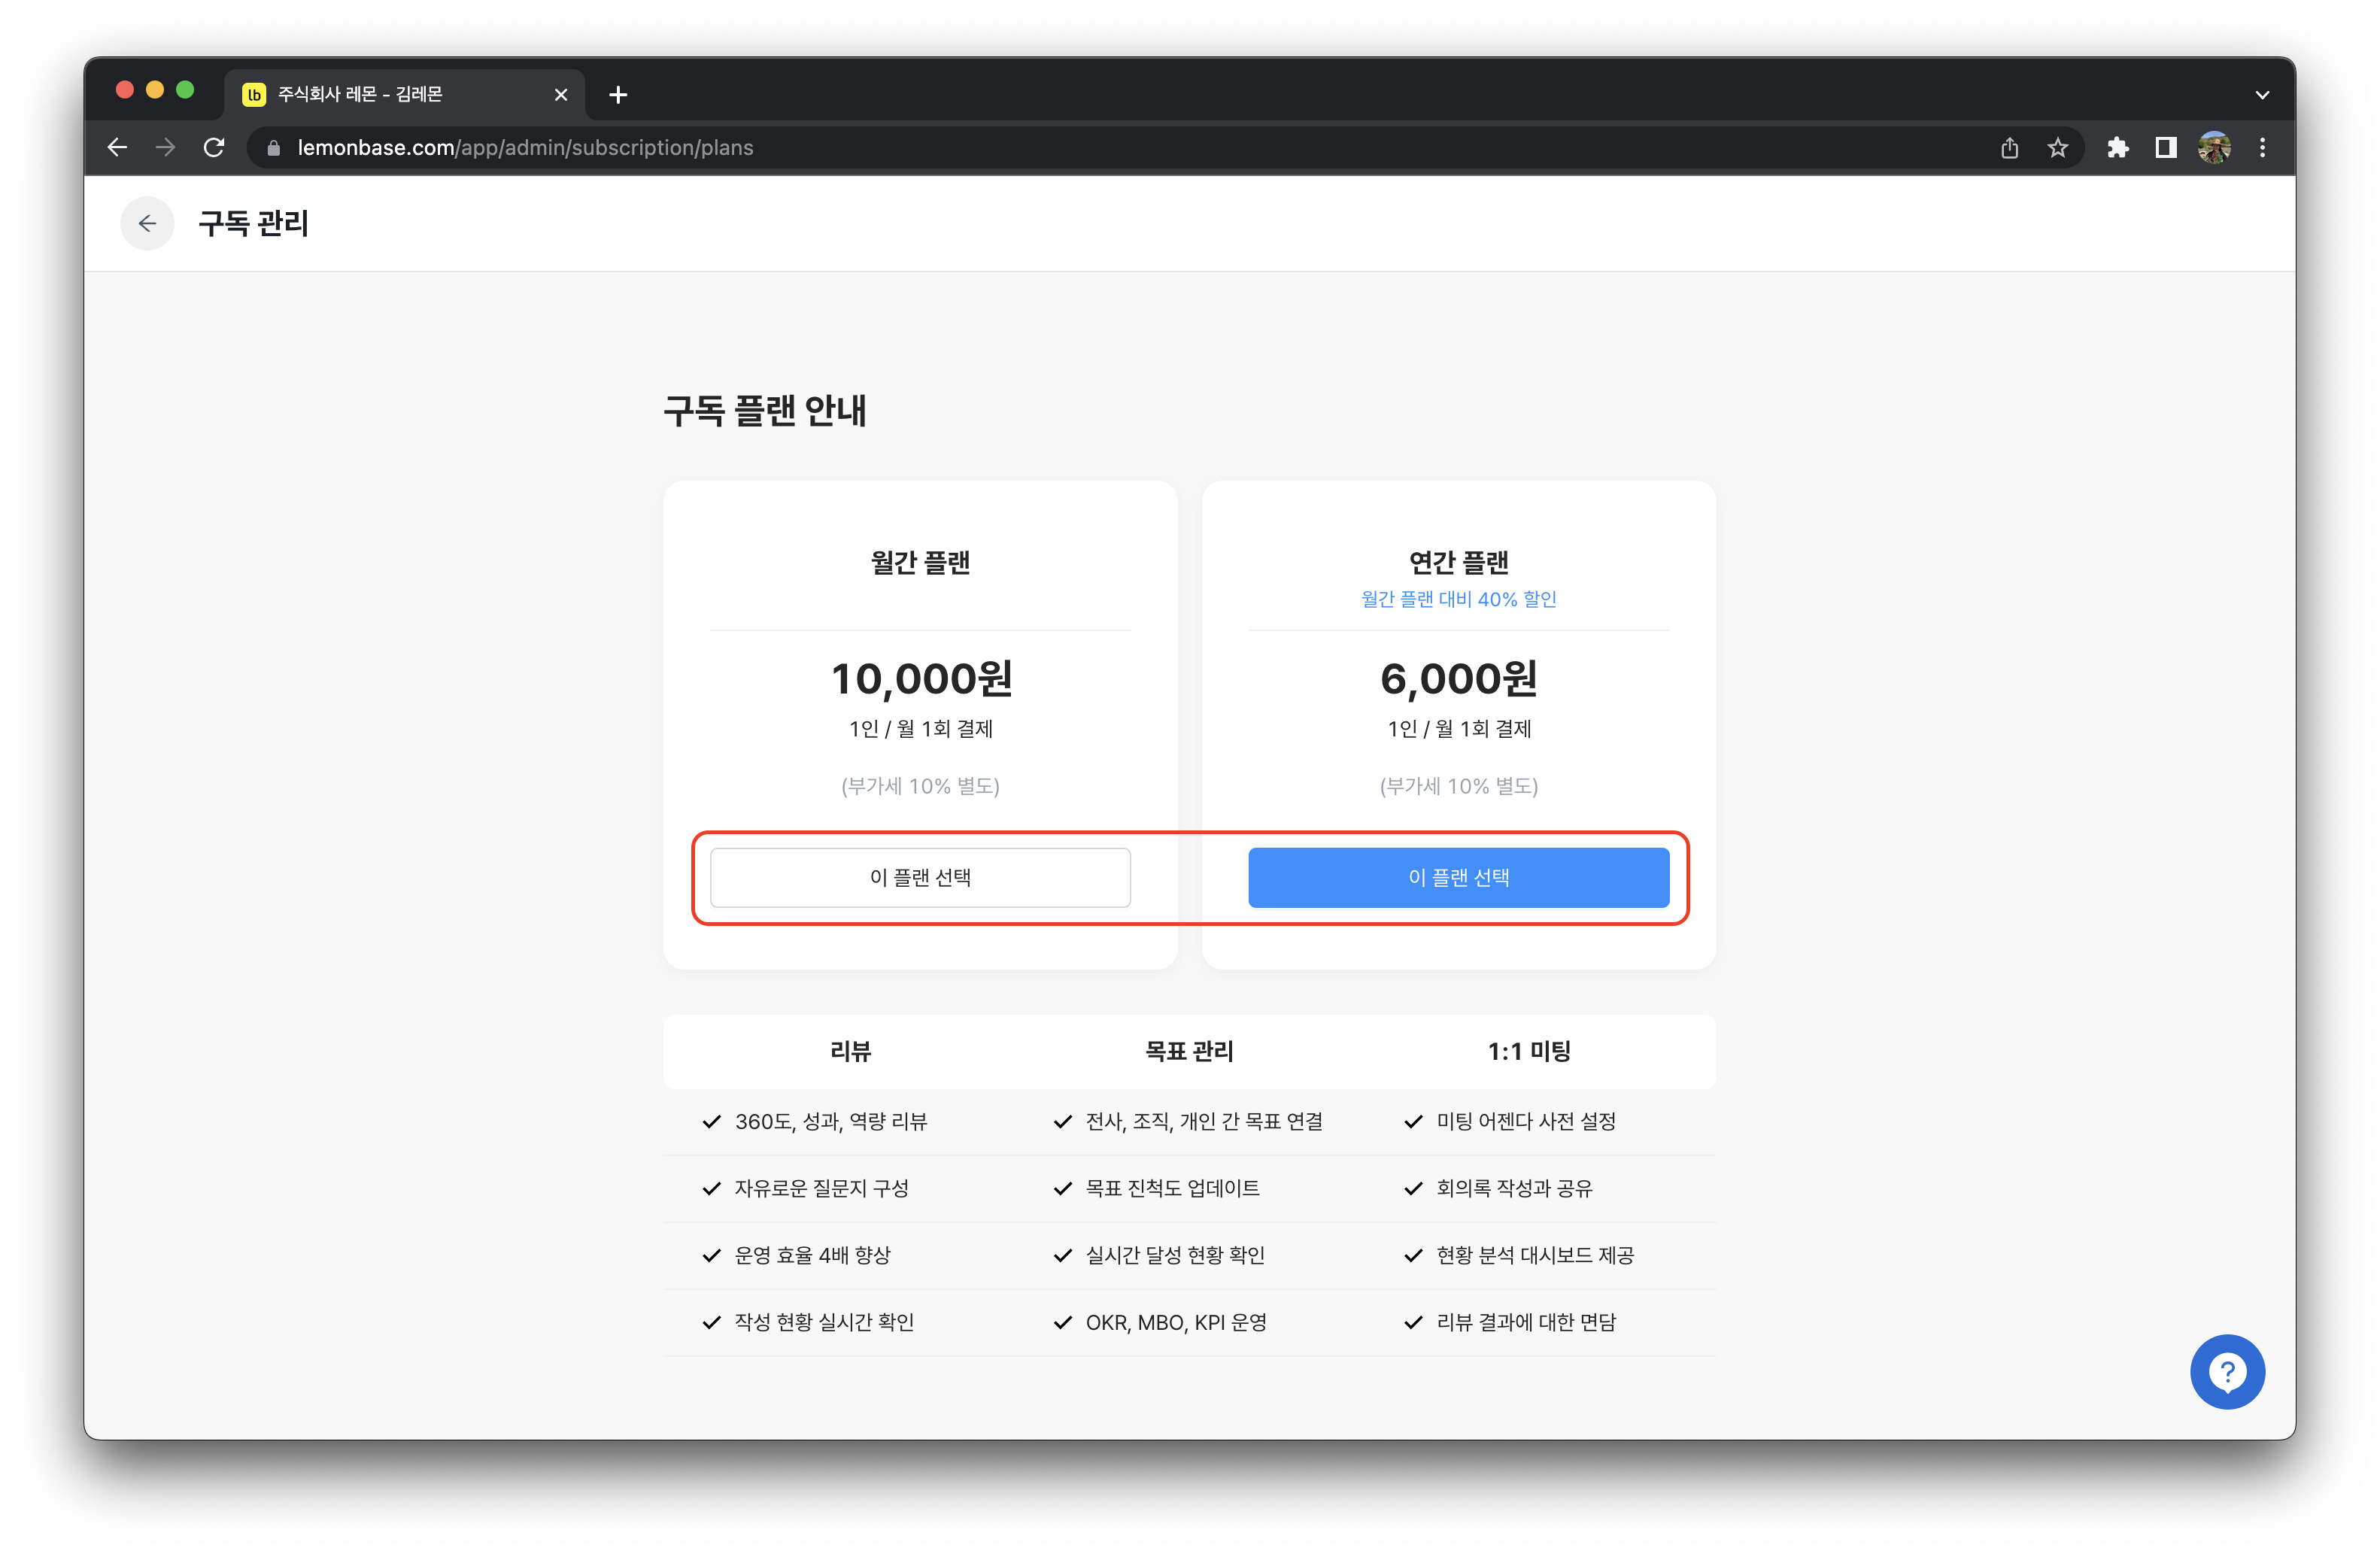 lb 주식회사 레몬 - 김레몬
lemonbase.com/app/admin/subscription/plans
구독 관리
구독 플랜 안내
월간 플랜
10,000원
1인 / 월 1회 결제
(부가세 10% 별도)
이 플랜 선택
연간 플랜
월간 플랜 대비 40% 할인
6,000원
1인 / 월 1회 결제
(부가세 10% 별도)
이 플랜 선택
리뷰 목표 관리 1:1 미팅
360도, 성과, 역량 리뷰 전사, 조직, 개인 간 목표 연결 미팅 어젠다 사전 설정
자유로운 질문지 구성 목표 진척도 업데이트 회의록 작성과 공유
운영 효율 4배 향상 실시간 달성 현황 확인 현황 분석 대시보드 제공
작성 현황 실시간 확인 OKR, MBO, KPI 운영 리뷰 결과에 대한 면담
?